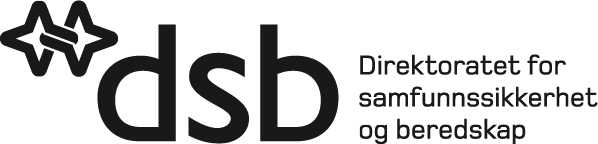 dsb
Direktoratet for
samfunnssikkerhet
og beredskap